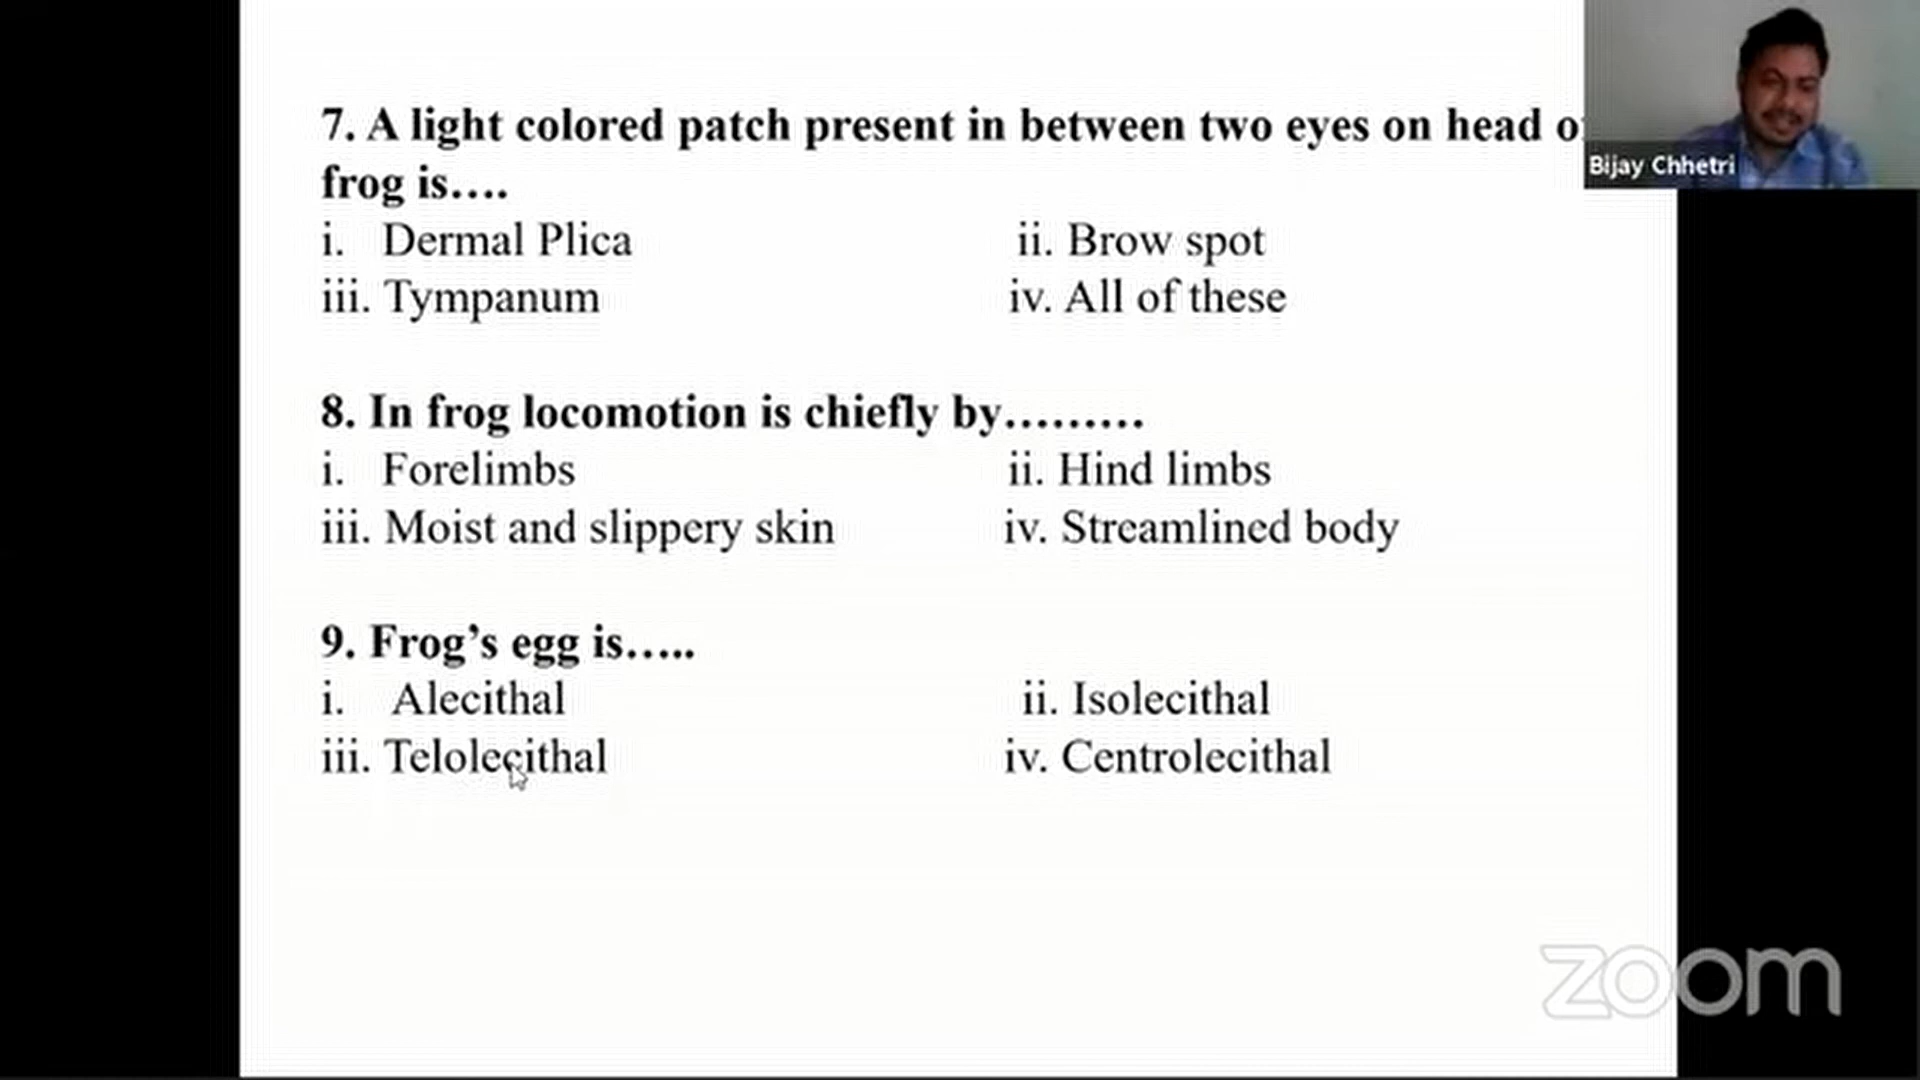 7. A light colored patch present in between two eyes on head
frog is….
i. Dermal Plica ii. Brow spot
iii. Tympanum iv. All of these
8. In frog locomotion is chiefly by………
i. Forelimbs ii. Hind limbs
iii. Moist and slippery skin iv. Streamlined body
9. Frog’s egg is…..
i. Alecithal ii. Isolecithal
iii. Telolecithal iv. Centrolecithal
Bijay Chhetri
zoom